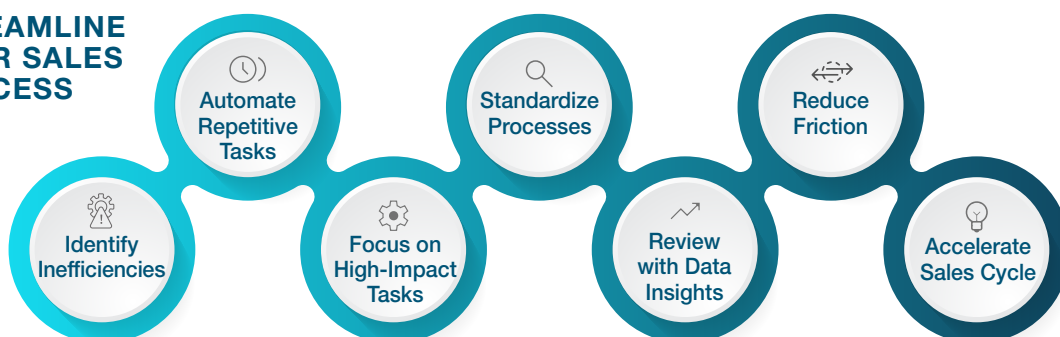 EAMLINE
R SALES
CESS
Identify
Inefficiencies
Automate
Repetitive
Tasks
Focus on
High-Impact
Tasks
Standardize
Processes
Review
with Data
Insights
Reduce
Friction
Accelerate
Sales Cycle